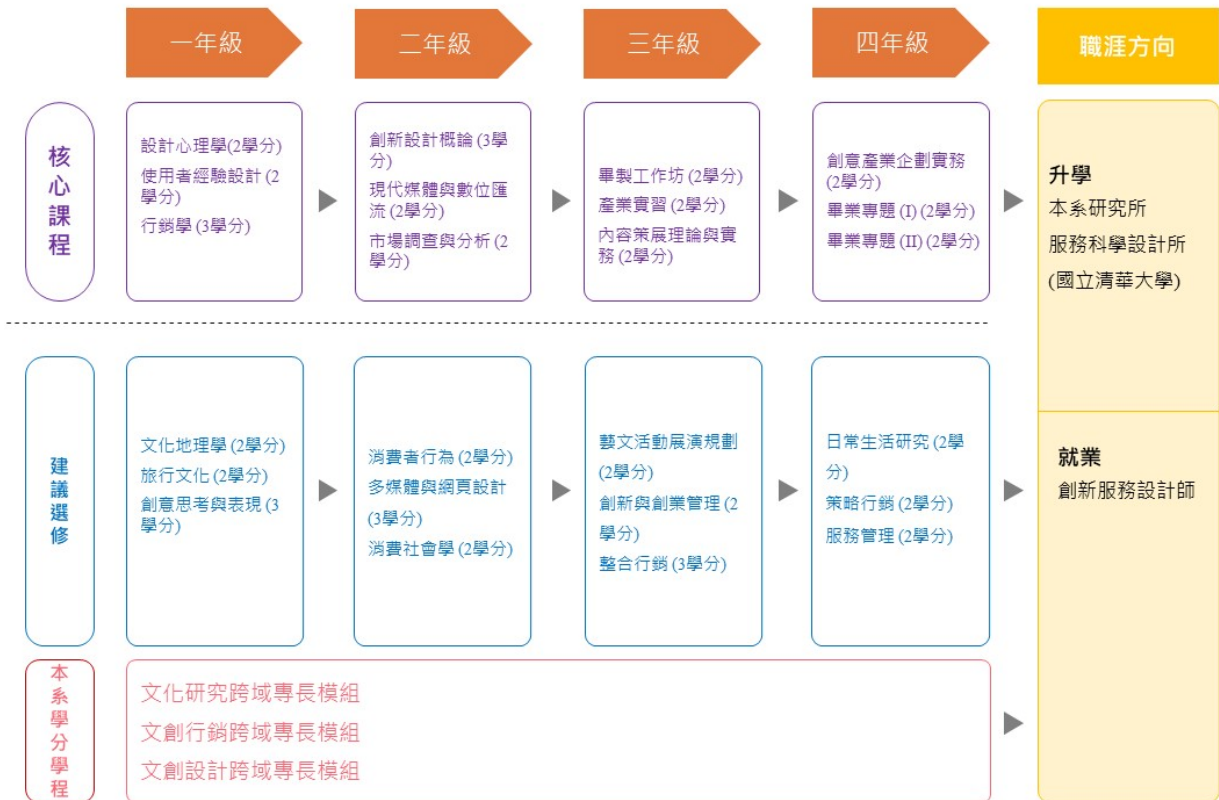 一年級
二年級
三年級
四年級
職涯方向
核心課程
設計心理學(2學分)
使用者經驗設計 (2
學分)
行銷學 (3學分)
創新設計概論 (3學
分)
現代媒體與數位匯
流 (2學分)
市場調查與分析 (2
學分)
畢製工作坊 (2學分)
產業實習 (2學分)
內容策展理論與實
務 (2學分)
創意產業企劃實務
(2學分)
畢業專題 (I) (2學分)
畢業專題 (II) (2學分)
升學
本系研究所
服務科學設計所
(國立清華大學)
建議選修
文化地理學 (2學分)
旅行文化 (2學分)
創意思考與表現 (3
學分)
消費者行為 (2學分)
多媒體與網頁設計
(3學分)
消費社會學 (2學分)
藝文活動展演規劃
(2學分)
創新與創業管理 (2
學分)
整合行銷 (3學分)
日常生活研究 (2學
分)
策略行銷 (2學分)
服務管理 (2學分)
就業
創新服務設計師
本系學分學程
文化研究跨域專長模組
文創行銷跨域專長模組
文創設計跨域專長模組